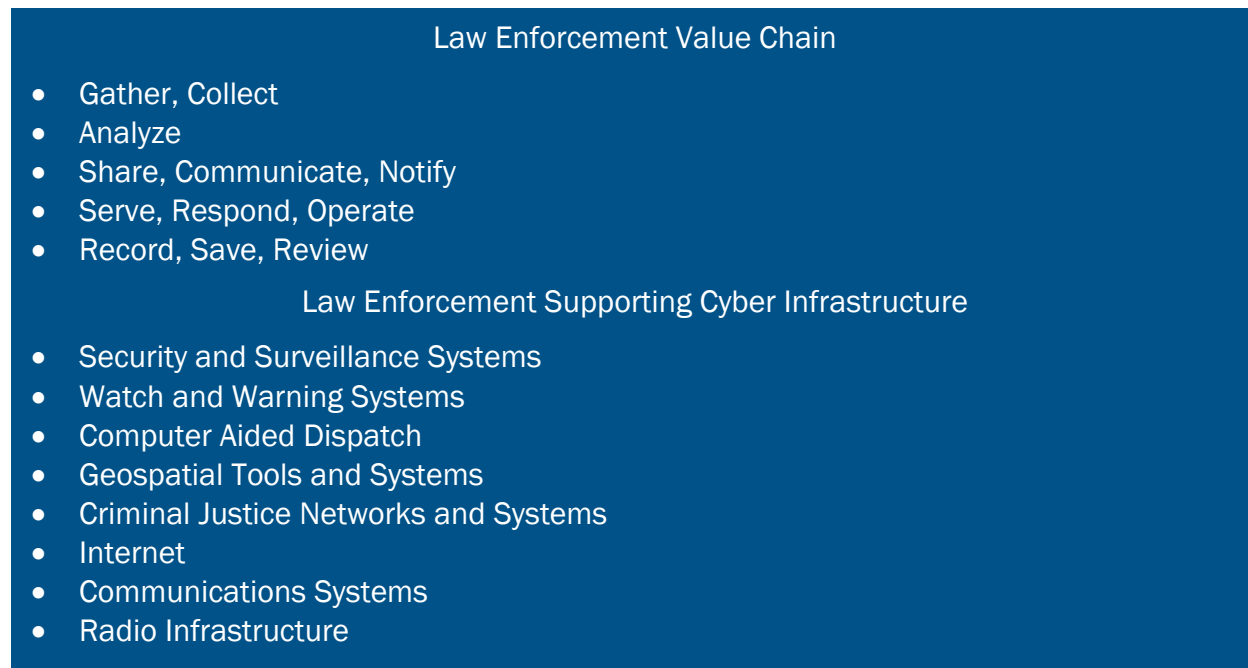 Law Enforcement Value Chain
• Gather, Collect
• Analyze
• Share, Communicate, Notify
• Serve, Respond, Operate
• Record, Save, Review
Law Enforcement Supporting Cyber Infrastructure
• Security and Surveillance Systems
• Watch and Warning Systems
• Computer Aided Dispatch
• Geospatial Tools and Systems
• Criminal Justice Networks and Systems
• Internet
• Communications Systems
• Radio Infrastructure